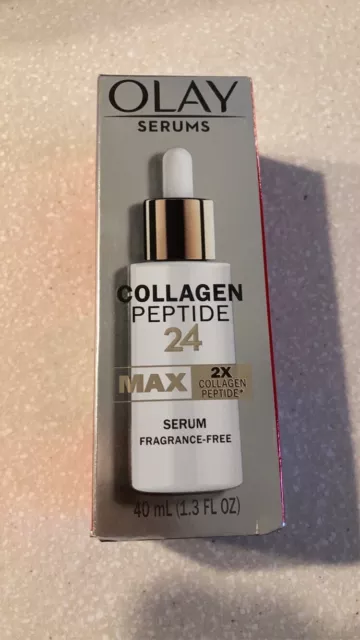 OLAY
SERUMS
COLLAGEN
PEPTIDE
24
MAX
2X
COLLAGEN
PEPTIDE*
SERUM
FRAGRANCE-FREE
40 mL (1.3 FL OZ)